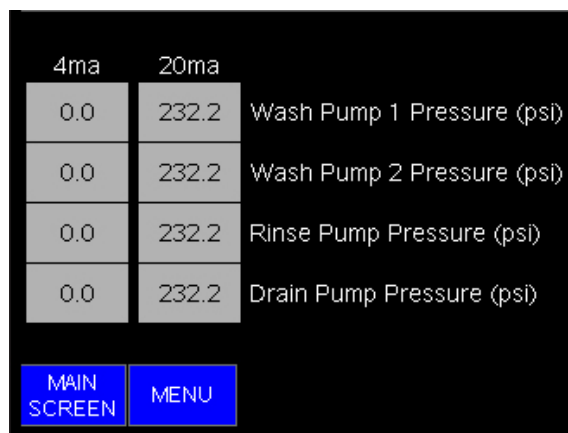 4ma 20ma
0.0 232.2 Wash Pump 1 Pressure (psi)
0.0 232.2 Wash Pump 2 Pressure (psi)
0.0 232.2 Rinse Pump Pressure (psi)
0.0 232.2 Drain Pump Pressure (psi)
MAIN
SCREEN
MENU